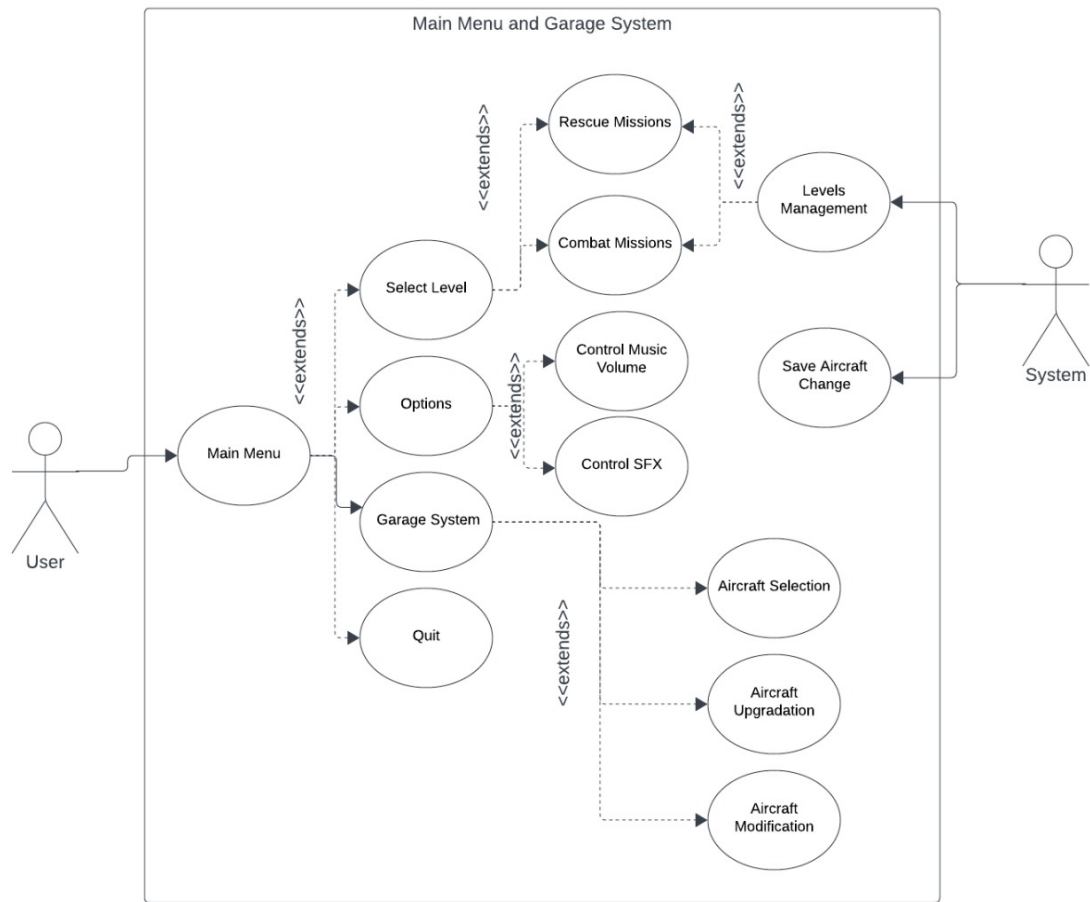 Main Menu and Garage System
<<extends>>
Rescue Missions
<<extends>>
Levels
Management
Combat Missions
Select Level
<<extends>>
Control Music
Volume
Save Aircraft
Change
System
Options
<<extends>>
Control SFX
Main Menu
User
Garage System
Aircraft Selection
<<extends>>
Quit
Aircraft
Upgradation
Aircraft
Modification